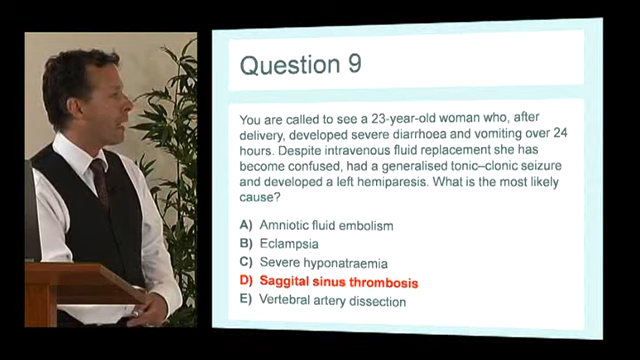 Question 9
You are called to see a 23-year-old woman who, after
delivery, developed severe diarrhoea and vomiting over 24
hours. Despite intravenous fluid replacement she has
become confused, had a generalised tonic–clonic seizure
and developed a left hemiparesis. What is the most likely
cause?
A) Amniotic fluid embolism
B) Eclampsia
C) Severe hyponatraemia
D) Saggital sinus thrombosis
E) Vertebral artery dissection